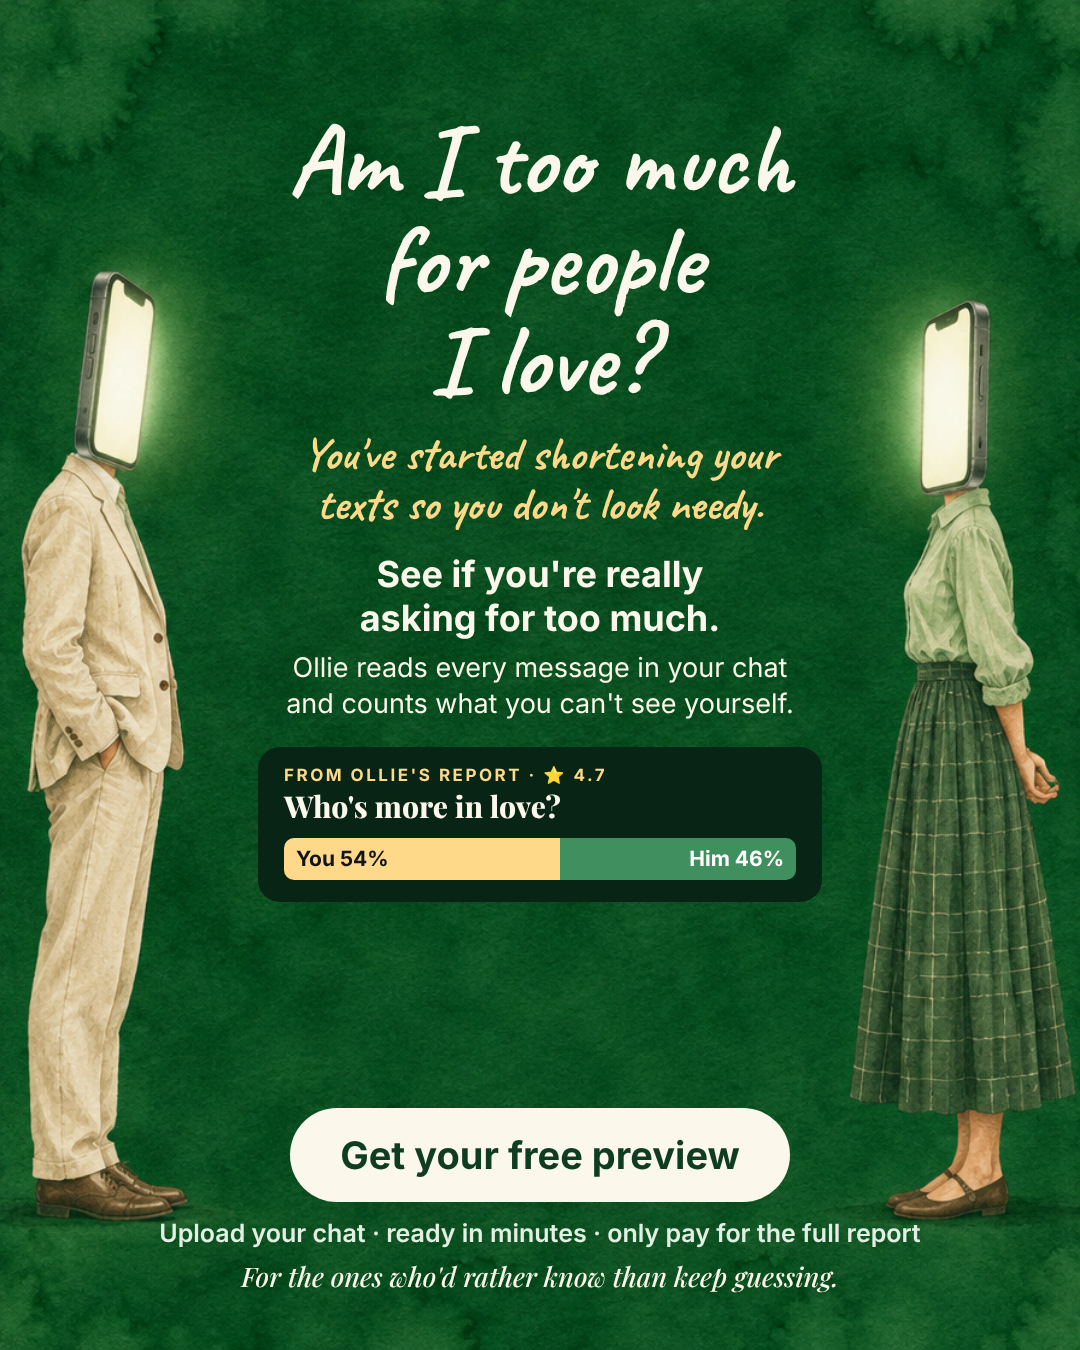 Am I too much
for people
I love?
You've started shortening your
texts so you don't look needy.
See if you're really
asking for too much.
Ollie reads every message in your chat
and counts what you can't see yourself.
FROM OLLIE'S REPORT · ⭐ 4.7
Who's more in love?
You 54% Him 46%
Get your free preview
Upload your chat · ready in minutes · only pay for the full report
For the ones who'd rather know than keep guessing.